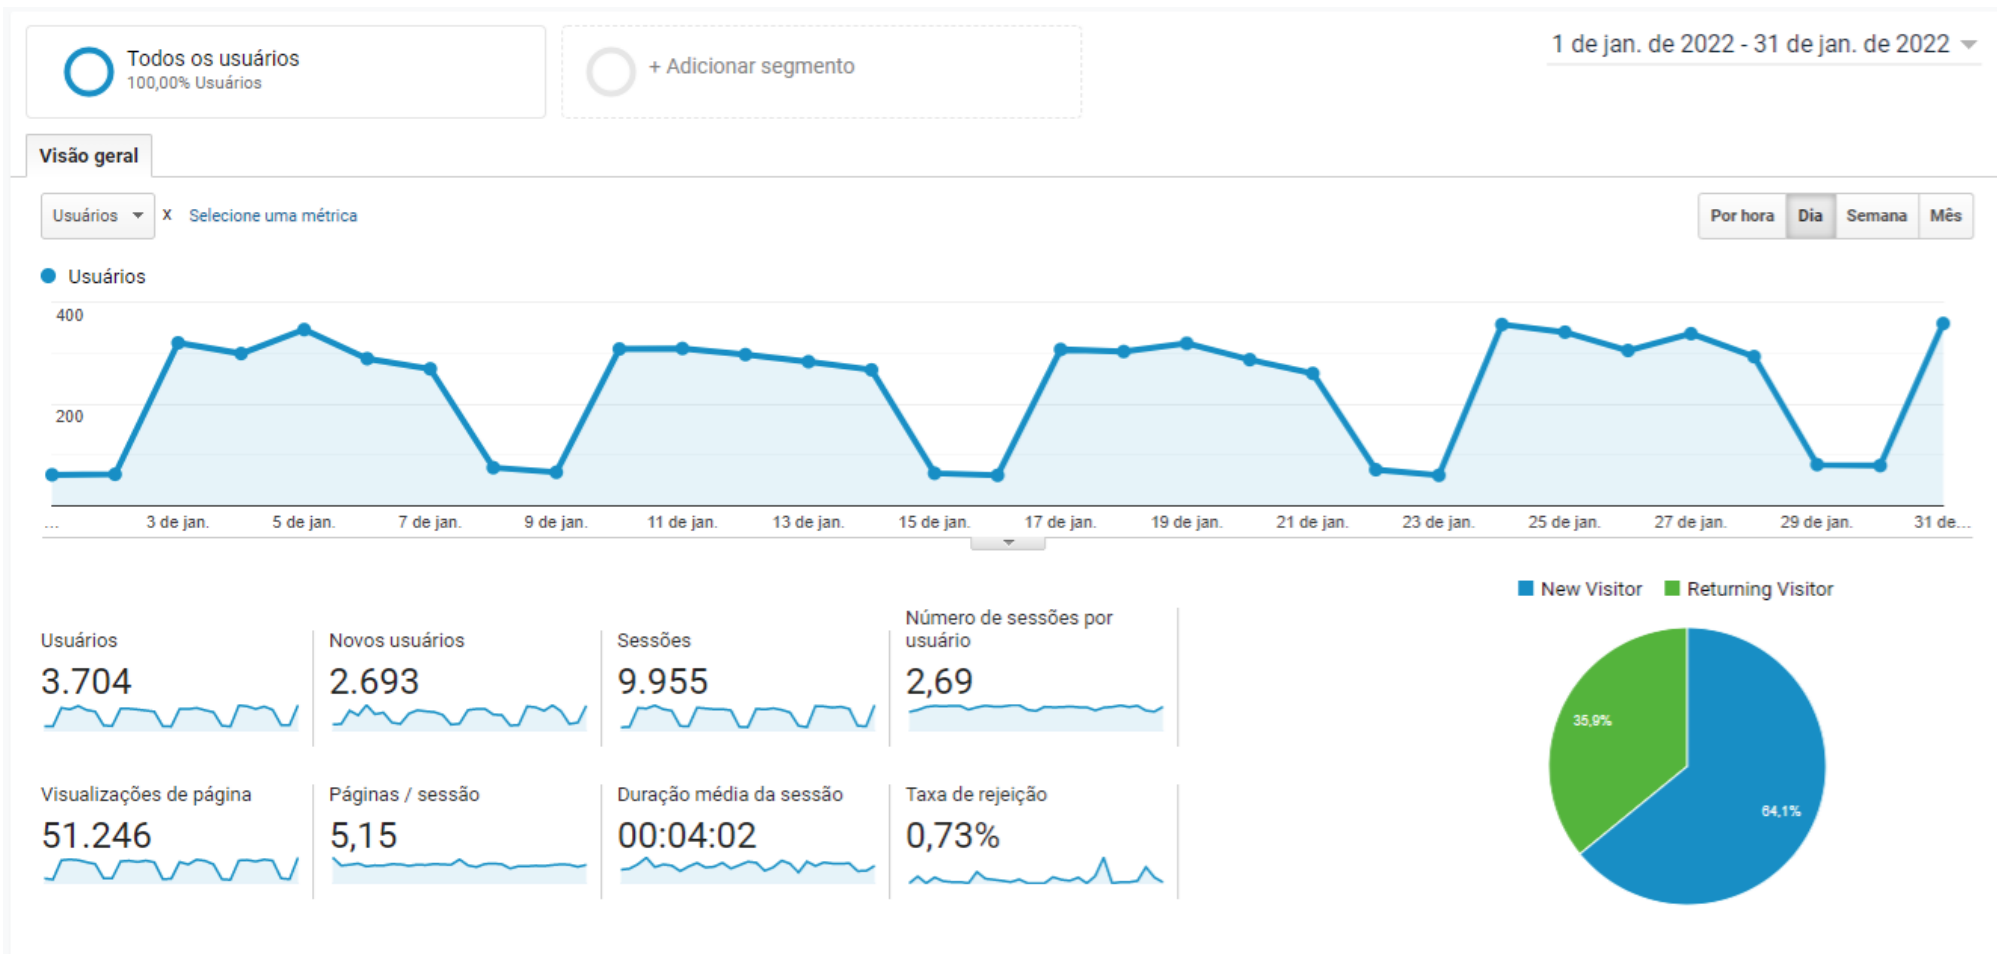 Todos os usuários
100,00% Usuários
+ Adicionar segmento
1 de jan. de 2022 - 31 de jan. de 2022
Visão geral
Usuários
X
Selecione uma métrica
Por hora
Dia
Semana
Mês
Usuários
400
200
...
3 de jan.
5 de jan.
7 de jan.
9 de jan.
11 de jan.
13 de jan.
15 de jan.
17 de jan.
19 de jan.
21 de jan.
23 de jan.
25 de jan.
27 de jan.
29 de jan.
31 de...
New Visitor
Returning Visitor
Usuários
3.704
Novos usuários
2.693
Sessões
9.955
Número de sessões por
usuário
2,69
Visualizações de página
51.246
Páginas / sessão
5,15
Duração média da sessão
00:04:02
Taxa de rejeição
0,73%
35,9%
64,1%